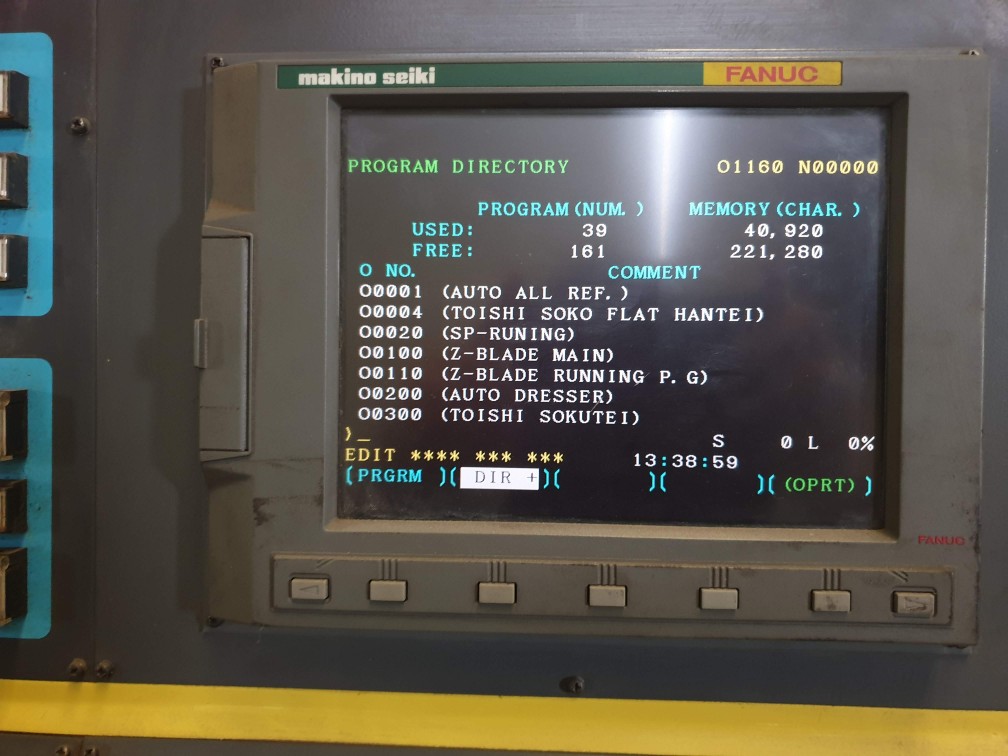 makino seiki FANUC
PROGRAM DIRECTORY O1160 N00000
PROGRAM(NUM. ) MEMORY(CHAR. )
USED: 39 40,920
FREE: 161 221,280
O NO. COMMENT
O0001 (AUTO ALL REF.)
O0004 (TOISHI SOKO FLAT HANTEI)
O0020 (SP-RUNING)
O0100 (Z-BLADE MAIN)
O0110 (Z-BLADE RUNNING P.G)
O0200 (AUTO DRESSER)
O0300 (TOISHI SOKUTEI)
)_
S 0 L 0%
EDIT **** *** *** 13:38:59
(PRGRM )( DIR +)( )( )( (OPRT) )
FANUC